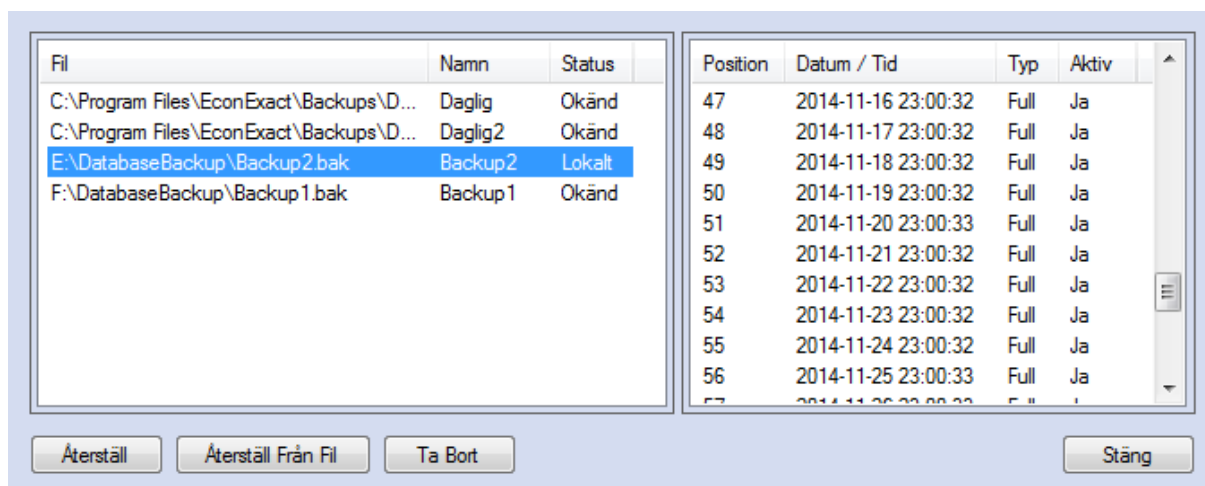 Fil Namn Status
C:\Program Files\EconExact\Backups\D... Daglig Okänd
C:\Program Files\EconExact\Backups\D... Daglig2 Okänd
E:\DatabaseBackup\Backup2.bak Backup2 Lokalt
F:\DatabaseBackup\Backup1.bak Backup1 Okänd
Position Datum / Tid Typ Aktiv
47 2014-11-16 23:00:32 Full Ja
48 2014-11-17 23:00:32 Full Ja
49 2014-11-18 23:00:32 Full Ja
50 2014-11-19 23:00:32 Full Ja
51 2014-11-20 23:00:33 Full Ja
52 2014-11-21 23:00:32 Full Ja
53 2014-11-22 23:00:32 Full Ja
54 2014-11-23 23:00:32 Full Ja
55 2014-11-24 23:00:32 Full Ja
56 2014-11-25 23:00:33 Full Ja
Återställ Återställ Från Fil Ta Bort Stäng